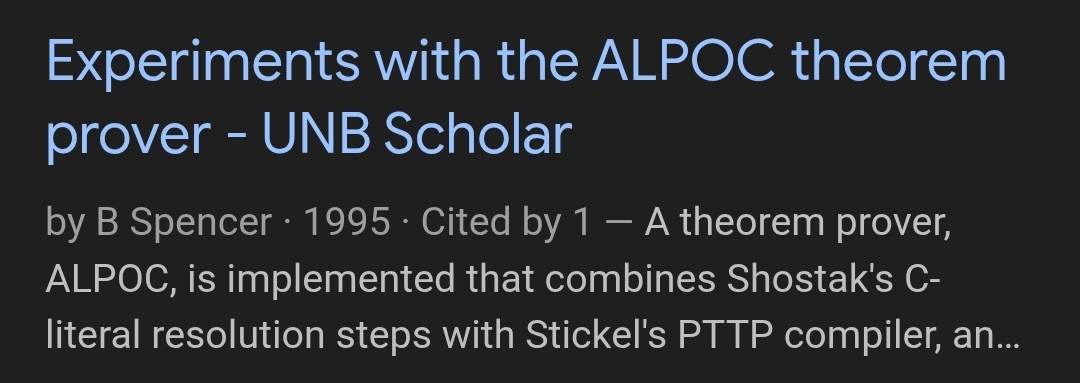 Experiments with the ALPOC theorem
prover - UNB Scholar
by B Spencer · 1995 · Cited by 1 — A theorem prover,
ALPOC, is implemented that combines Shostak's C-
literal resolution steps with Stickel's PTTP compiler, an...